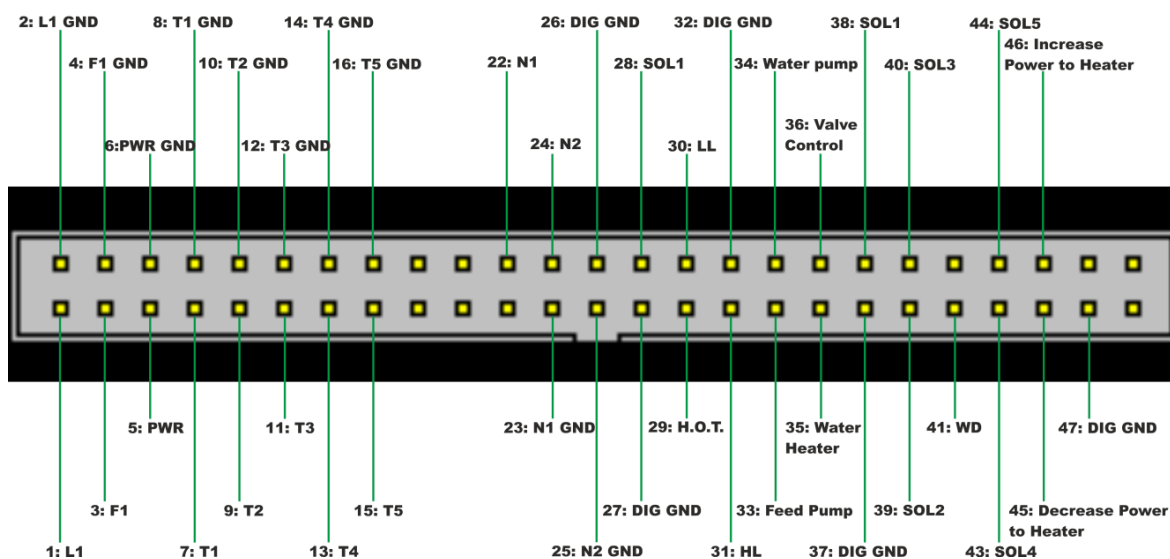 2: L1 GND
8: T1 GND
14: T4 GND
26: DIG GND
32: DIG GND
38: SOL1
44: SOL5
4: F1 GND
10: T2 GND
16: T5 GND
22: N1
28: SOL1
34: Water pump
40: SOL3
46: Increase
Power to Heater
6:PWR GND
12: T3 GND
24: N2
30: LL
36: Valve
Control
5: PWR
11: T3
23: N1 GND
29: H.O.T.
35: Water
Heater
41: WD
47: DIG GND
3: F1
9: T2
15: T5
27: DIG GND
33: Feed Pump
39: SOL2
45: Decrease Power
to Heater
1: L1
7: T1
13: T4
25: N2 GND
31: HL
37: DIG GND
43: SOL4